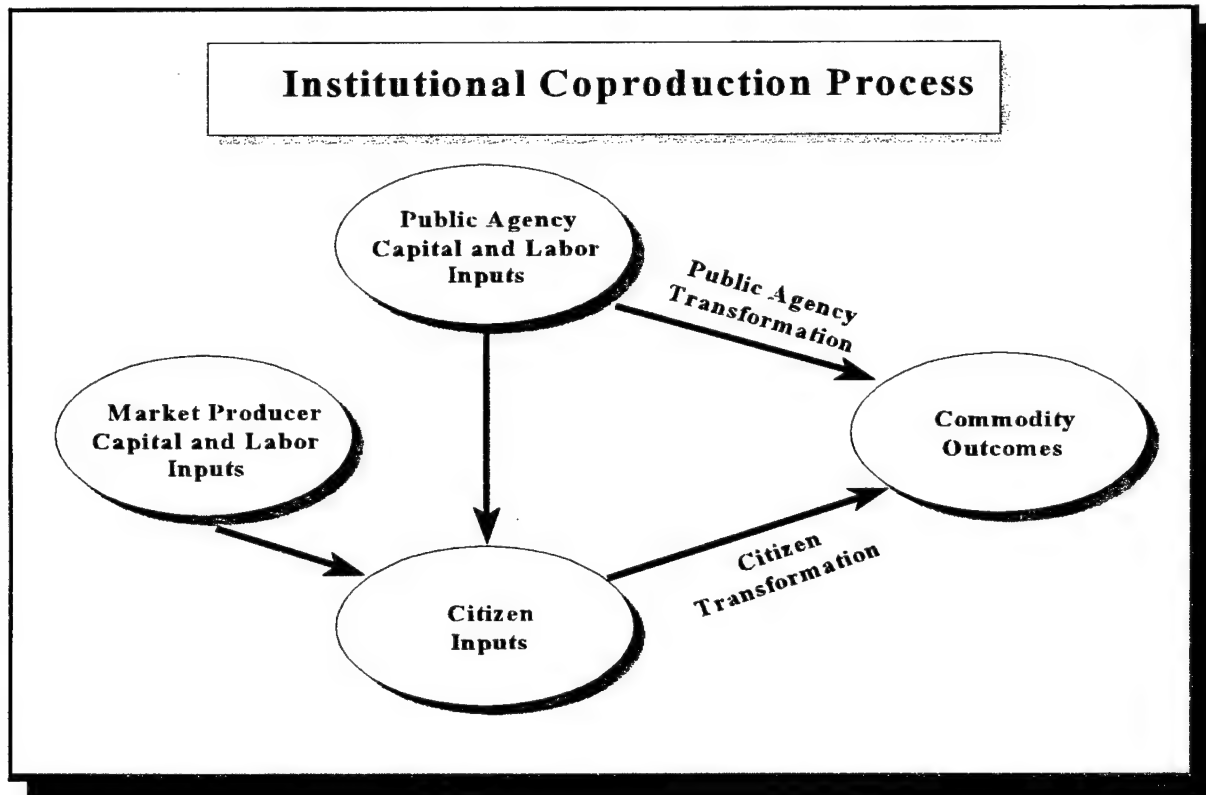 Institutional Coproduction Process
Public Agency
Capital and Labor
Inputs
Public Agency
Transformation
Market Producer
Capital and Labor
Inputs
Commodity
Outcomes
Citizen
Transformation
Citizen
Inputs